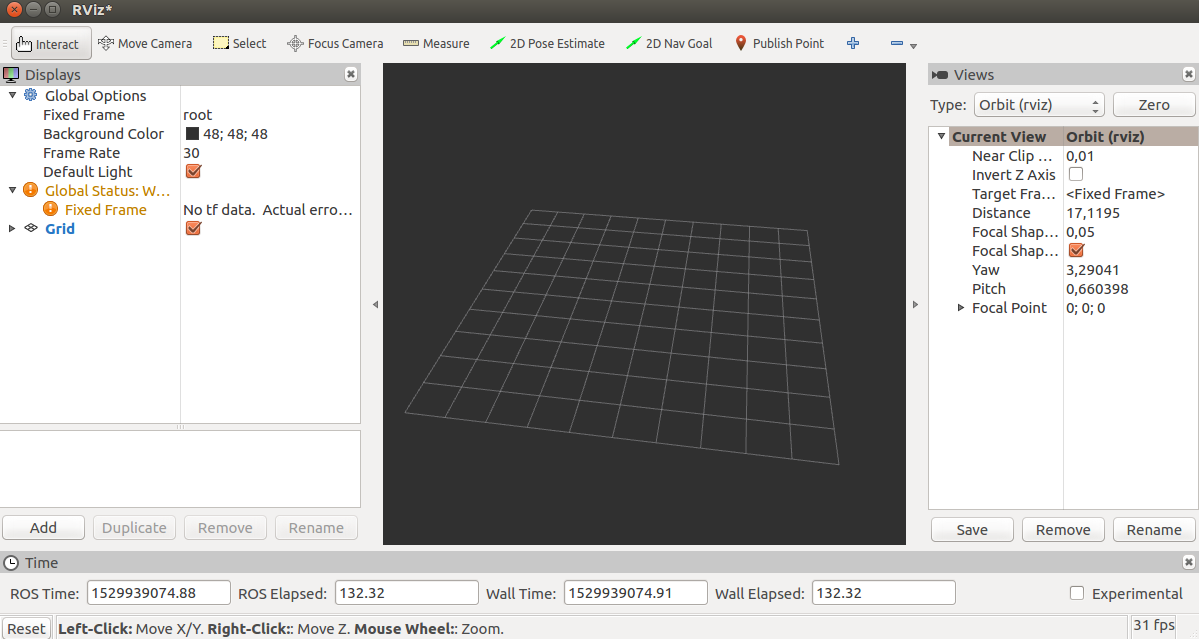 RViz*
Interact Move Camera Select Focus Camera Measure 2D Pose Estimate 2D Nav Goal Publish Point
Displays
Global Options
Fixed Frame root
Background Color 48; 48; 48
Frame Rate 30
Default Light
Global Status: W...
Fixed Frame No tf data. Actual erro...
Grid
Add Duplicate Remove Rename
Views
Type: Orbit (rviz) Zero
Current View Orbit (rviz)
Near Clip ... 0,01
Invert Z Axis
Target Fra... <Fixed Frame>
Distance 17,1195
Focal Shap... 0,05
Focal Shap...
Yaw 3,29041
Pitch 0,660398
Focal Point 0; 0; 0
Save Remove Rename
Time
ROS Time: 1529939074.88 ROS Elapsed: 132.32 Wall Time: 1529939074.91 Wall Elapsed: 132.32 Experimental
Reset Left-Click: Move X/Y. Right-Click:: Move Z. Mouse Wheel:: Zoom. 31 fps